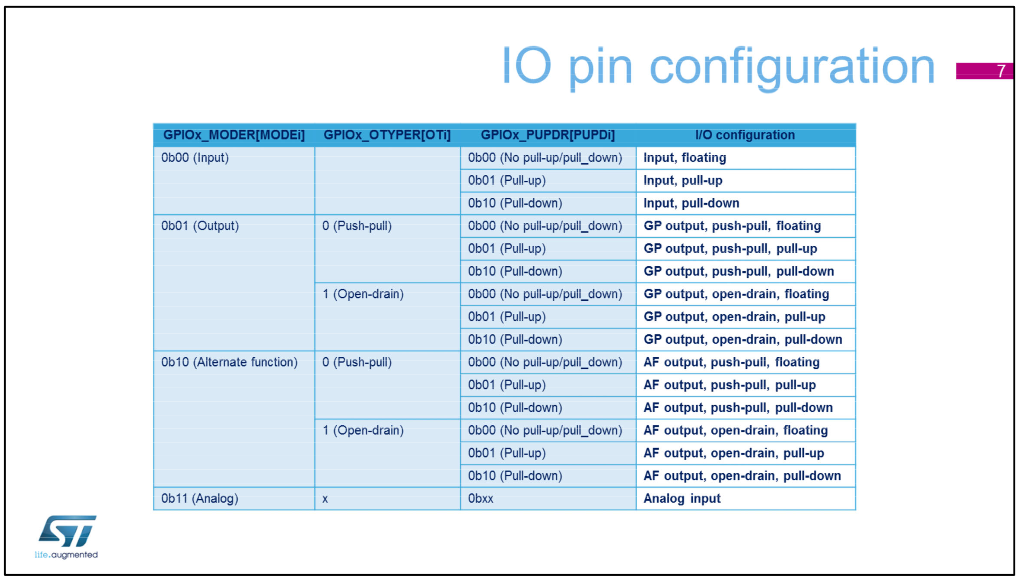 IO pin configuration
7
GPIOx_MODER[MODEi] GPIOx_OTYPER[OTi] GPIOx_PUPDR[PUPDi] I/O configuration
0b00 (Input) 0b00 (No pull-up/pull_down) Input, floating
0b01 (Pull-up) Input, pull-up
0b10 (Pull-down) Input, pull-down
0b01 (Output) 0 (Push-pull) 0b00 (No pull-up/pull_down) GP output, push-pull, floating
0b01 (Pull-up) GP output, push-pull, pull-up
0b10 (Pull-down) GP output, push-pull, pull-down
1 (Open-drain) 0b00 (No pull-up/pull_down) GP output, open-drain, floating
0b01 (Pull-up) GP output, open-drain, pull-up
0b10 (Pull-down) GP output, open-drain, pull-down
0b10 (Alternate function) 0 (Push-pull) 0b00 (No pull-up/pull_down) AF output, push-pull, floating
0b01 (Pull-up) AF output, push-pull, pull-up
0b10 (Pull-down) AF output, push-pull, pull-down
1 (Open-drain) 0b00 (No pull-up/pull_down) AF output, open-drain, floating
0b01 (Pull-up) AF output, open-drain, pull-up
0b10 (Pull-down) AF output, open-drain, pull-down
0b11 (Analog) x 0bxx Analog input
ST
life.augmented